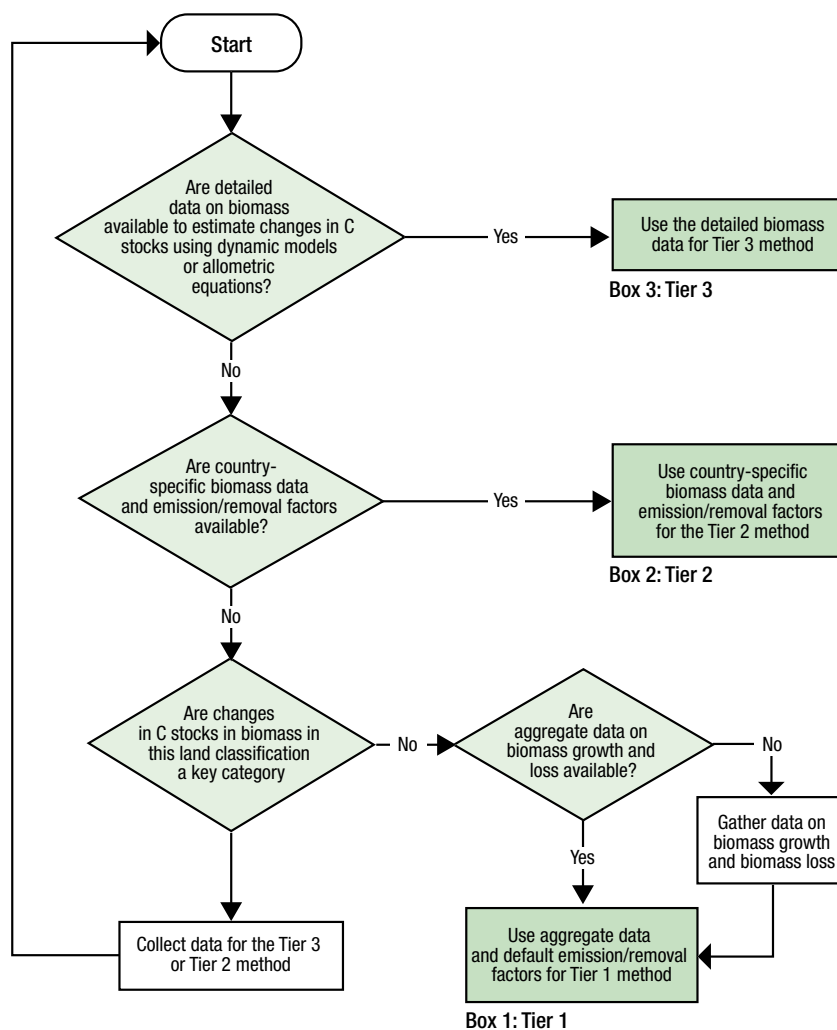 Start
Are detailed
data on biomass
available to estimate changes in C
stocks using dynamic models
or allometric
equations?
Yes
Use the detailed biomass
data for Tier 3 method
Box 3: Tier 3
No
Are country-
specific biomass data
and emission/removal factors
available?
Yes
Use country-specific
biomass data and
emission/removal factors
for the Tier 2 method
Box 2: Tier 2
No
Are changes
in C stocks in biomass in
this land classification
a key category
No
Are
aggregate data on
biomass growth and
loss available?
No
Gather data on
biomass growth
and biomass loss
Yes
Collect data for the Tier 3
or Tier 2 method
Use aggregate data
and default emission/removal
factors for Tier 1 method
Box 1: Tier 1